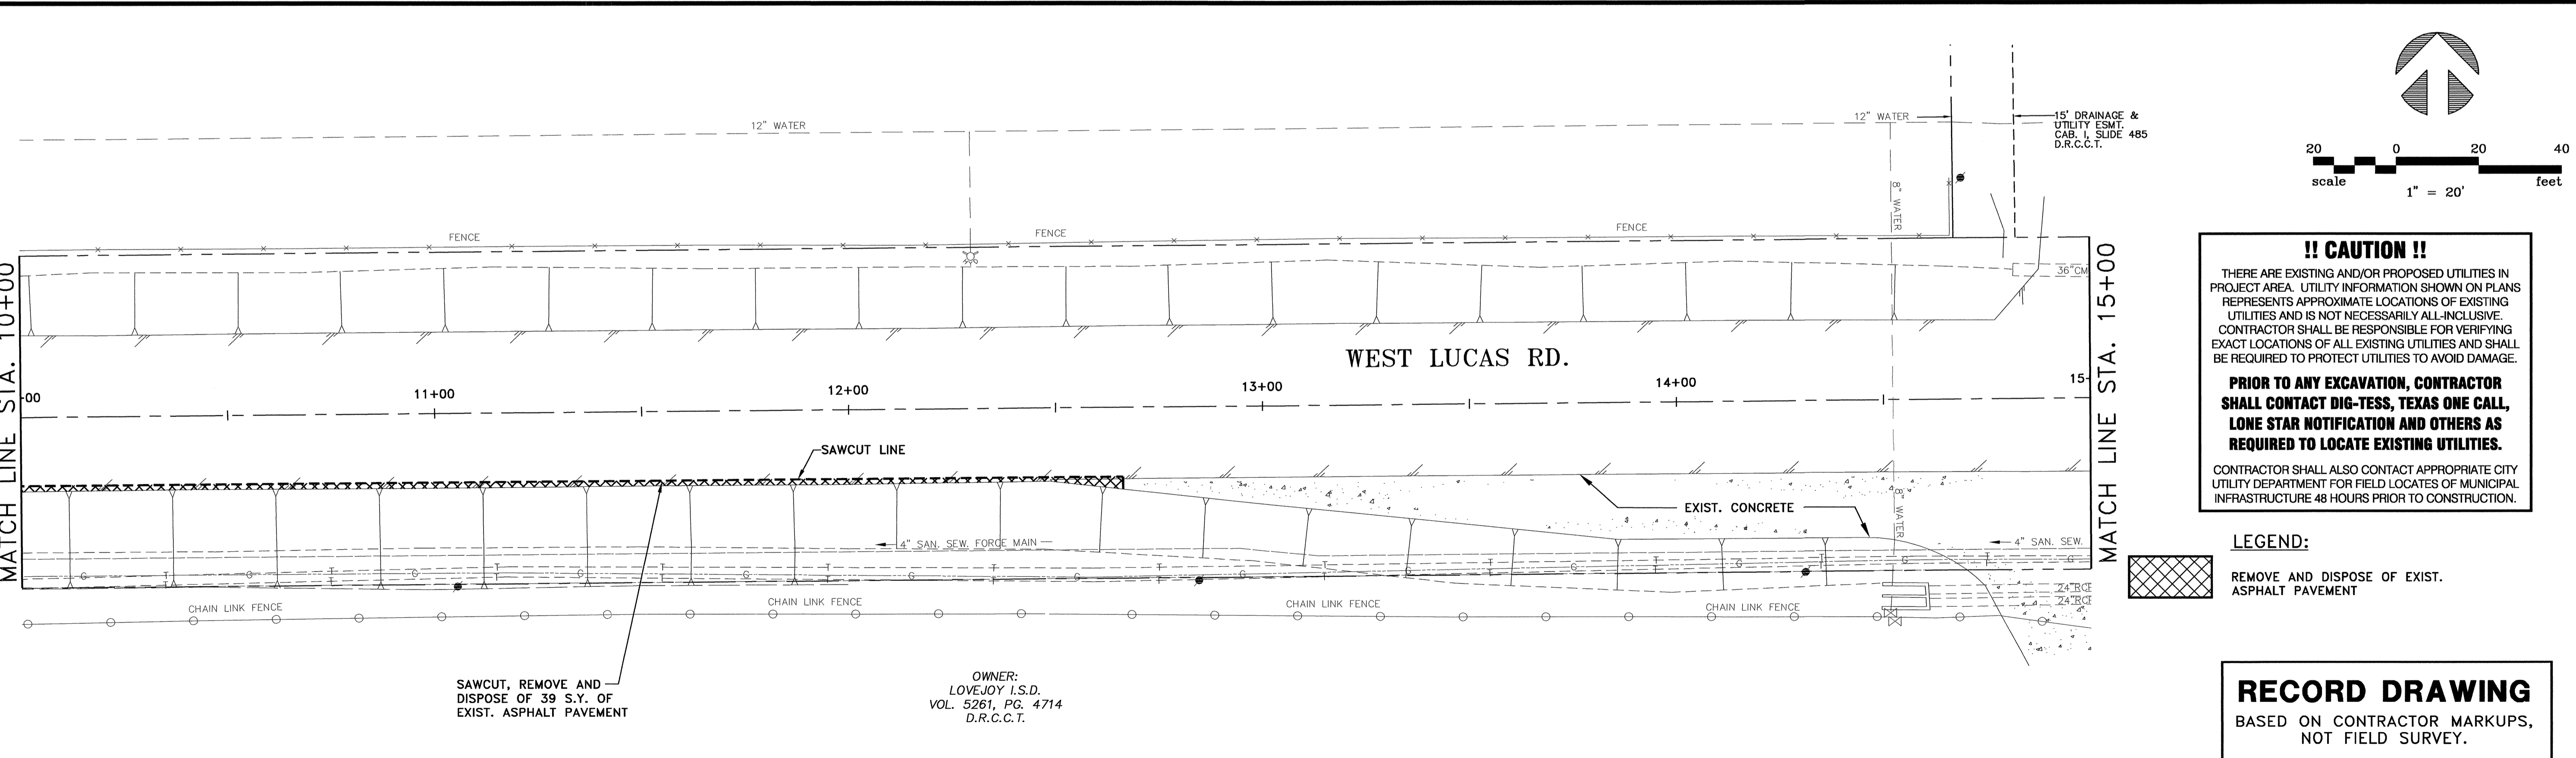 12" WATER
12" WATER
15' DRAINAGE &
UTILITY ESMT.
CAB. I, SLIDE 485
D.R.C.C.T.
8" WATER
FENCE
FENCE
FENCE
36"CM
MATCH LINE STA. 10+00
MATCH LINE STA. 15+00
WEST LUCAS RD.
00
11+00
12+00
13+00
14+00
15
SAWCUT LINE
EXIST. CONCRETE
8" WATER
4" SAN. SEW. FORCE MAIN
4" SAN. SEW.
G T G T G T G T G T G T G T G T G T G T G T G T G
24"RCP
24"RCP
CHAIN LINK FENCE
CHAIN LINK FENCE
CHAIN LINK FENCE
CHAIN LINK FENCE
SAWCUT, REMOVE AND
DISPOSE OF 39 S.Y. OF
EXIST. ASPHALT PAVEMENT
OWNER:
LOVEJOY I.S.D.
VOL. 5261, PG. 4714
D.R.C.C.T.
20 0 20 40
scale feet
1" = 20'
!! CAUTION !!
THERE ARE EXISTING AND/OR PROPOSED UTILITIES IN
PROJECT AREA. UTILITY INFORMATION SHOWN ON PLANS
REPRESENTS APPROXIMATE LOCATIONS OF EXISTING
UTILITIES AND IS NOT NECESSARILY ALL-INCLUSIVE.
CONTRACTOR SHALL BE RESPONSIBLE FOR VERIFYING
EXACT LOCATIONS OF ALL EXISTING UTILITIES AND SHALL
BE REQUIRED TO PROTECT UTILITIES TO AVOID DAMAGE.
PRIOR TO ANY EXCAVATION, CONTRACTOR
SHALL CONTACT DIG-TESS, TEXAS ONE CALL,
LONE STAR NOTIFICATION AND OTHERS AS
REQUIRED TO LOCATE EXISTING UTILITIES.
CONTRACTOR SHALL ALSO CONTACT APPROPRIATE CITY
UTILITY DEPARTMENT FOR FIELD LOCATES OF MUNICIPAL
INFRASTRUCTURE 48 HOURS PRIOR TO CONSTRUCTION.
LEGEND:
REMOVE AND DISPOSE OF EXIST.
ASPHALT PAVEMENT
RECORD DRAWING
BASED ON CONTRACTOR MARKUPS,
NOT FIELD SURVEY.